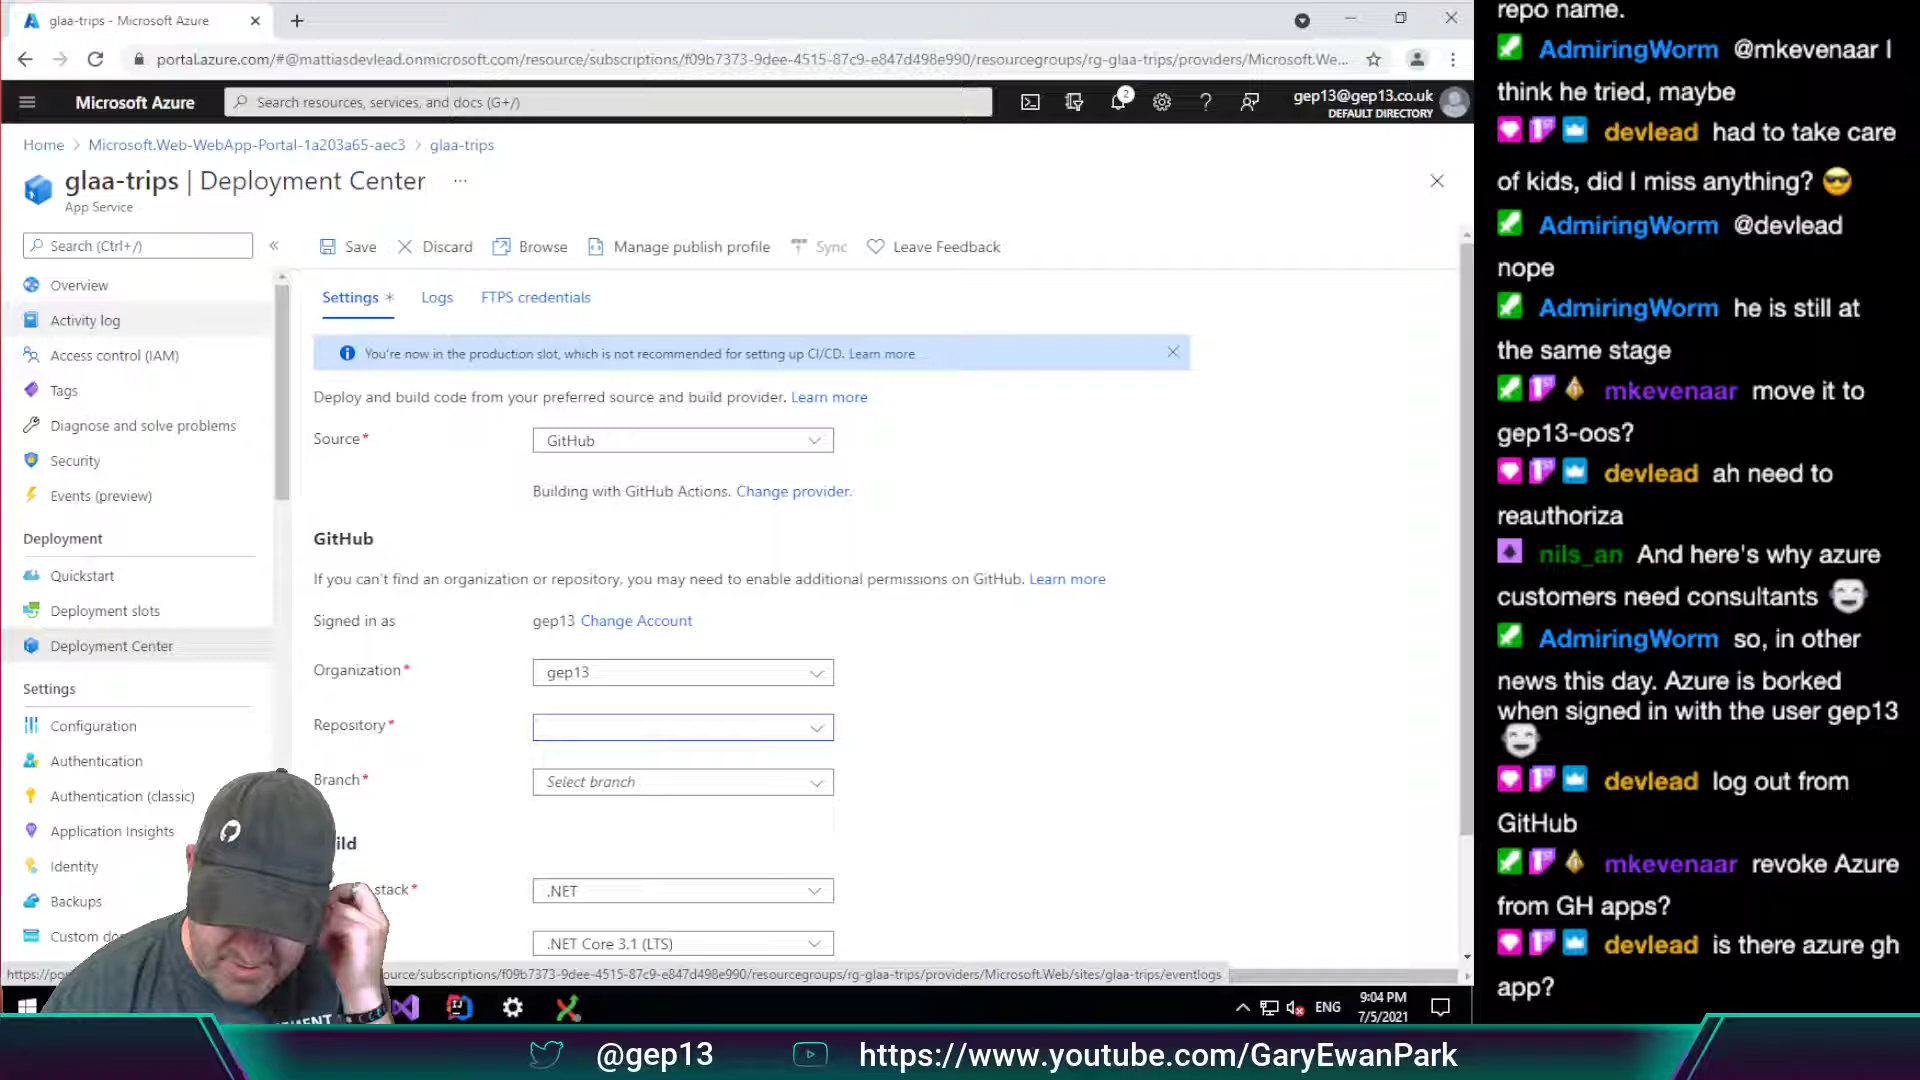 glaa-trips - Microsoft Azure
portal.azure.com/#@mattiasdevlead.onmicrosoft.com/resource/subscriptions/f09b7373-9dee-4515-87c9-e847d498e990/resourcegroups/rg-glaa-trips/providers/Microsoft.We...
Microsoft Azure
Search resources, services, and docs (G+/)
2
gep13@gep13.co.uk
DEFAULT DIRECTORY
Home > Microsoft.Web-WebApp-Portal-1a203a65-aec3 > glaa-trips
glaa-trips | Deployment Center ...
App Service
Search (Ctrl+/)
Overview
Activity log
Access control (IAM)
Tags
Diagnose and solve problems
Security
Events (preview)
Deployment
Quickstart
Deployment slots
Deployment Center
Settings
Configuration
Authentication
Authentication (classic)
Application Insights
Identity
Backups
Custom do
Save Discard Browse Manage publish profile Sync Leave Feedback
Settings * Logs FTPS credentials
You're now in the production slot, which is not recommended for setting up CI/CD. Learn more
Deploy and build code from your preferred source and build provider. Learn more
Source* GitHub
Building with GitHub Actions. Change provider.
GitHub
If you can't find an organization or repository, you may need to enable additional permissions on GitHub. Learn more
Signed in as gep13 Change Account
Organization* gep13
Repository*
Branch* Select branch
ild
stack* .NET
.NET Core 3.1 (LTS)
https://po
ource/subscriptions/f09b7373-9dee-4515-87c9-e847d498e990/resourcegroups/rg-glaa-trips/providers/Microsoft.Web/sites/glaa-trips/eventlogs
ENG
9:04 PM
7/5/2021
@gep13
https://www.youtube.com/GaryEwanPark
repo name.
AdmiringWorm @mkevenaar I
think he tried, maybe
devlead had to take care
of kids, did I miss anything?
AdmiringWorm @devlead
nope
AdmiringWorm he is still at
the same stage
mkevenaar move it to
gep13-oos?
devlead ah need to
reauthoriza
nils_an And here's why azure
customers need consultants
AdmiringWorm so, in other
news this day. Azure is borked
when signed in with the user gep13
devlead log out from
GitHub
mkevenaar revoke Azure
from GH apps?
devlead is there azure gh
app?